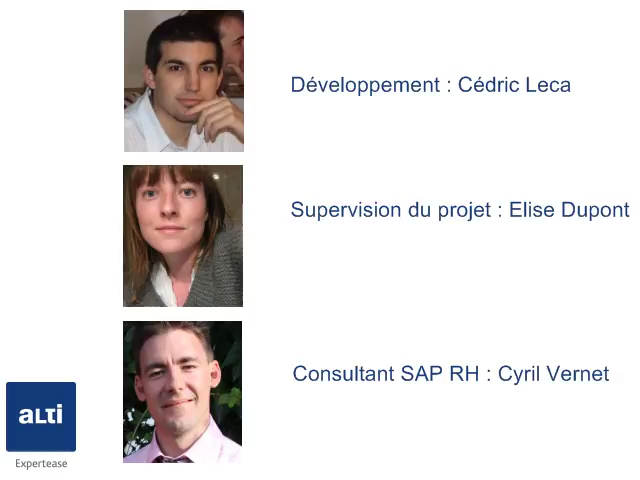 Développement : Cédric Leca
Supervision du projet : Elise Dupont
Consultant SAP RH : Cyril Vernet
aLti
Expertease